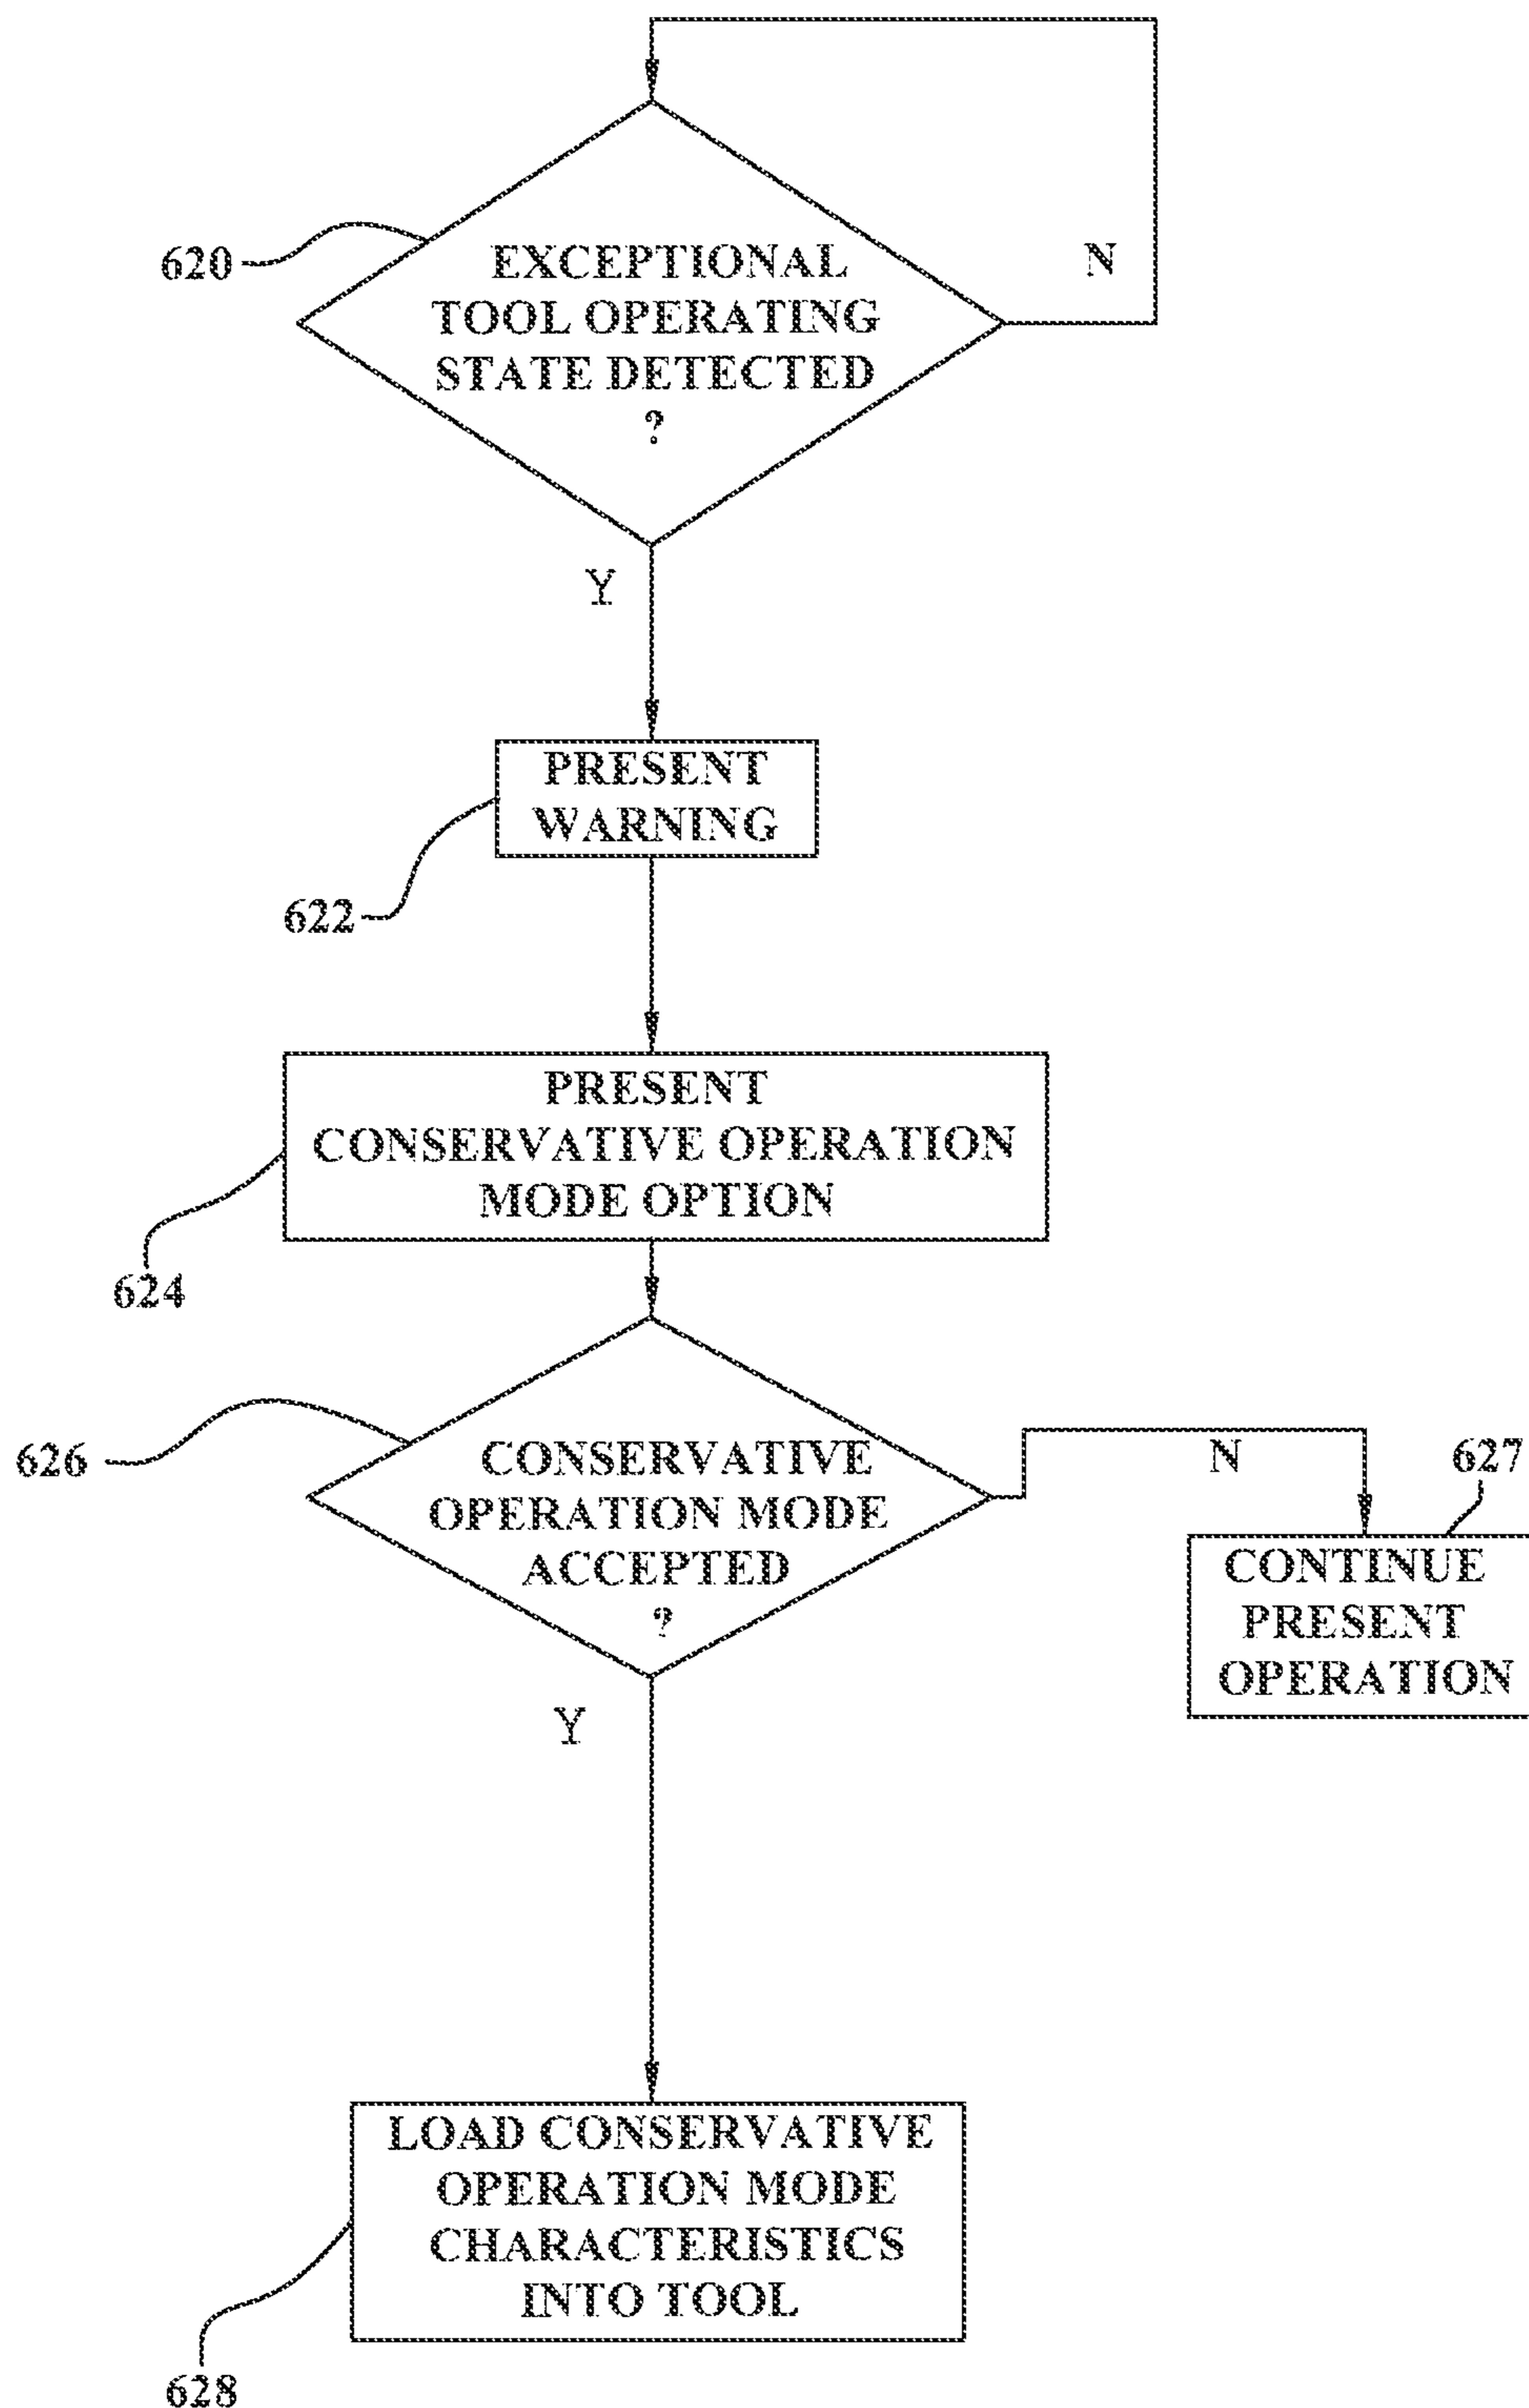 620
EXCEPTIONAL
TOOL OPERATING
STATE DETECTED
?
N
Y
PRESENT
WARNING
622
PRESENT
CONSERVATIVE OPERATION
MODE OPTION
624
626
CONSERVATIVE
OPERATION MODE
ACCEPTED
?
N
627
CONTINUE
PRESENT
OPERATION
Y
LOAD CONSERVATIVE
OPERATION MODE
CHARACTERISTICS
INTO TOOL
628